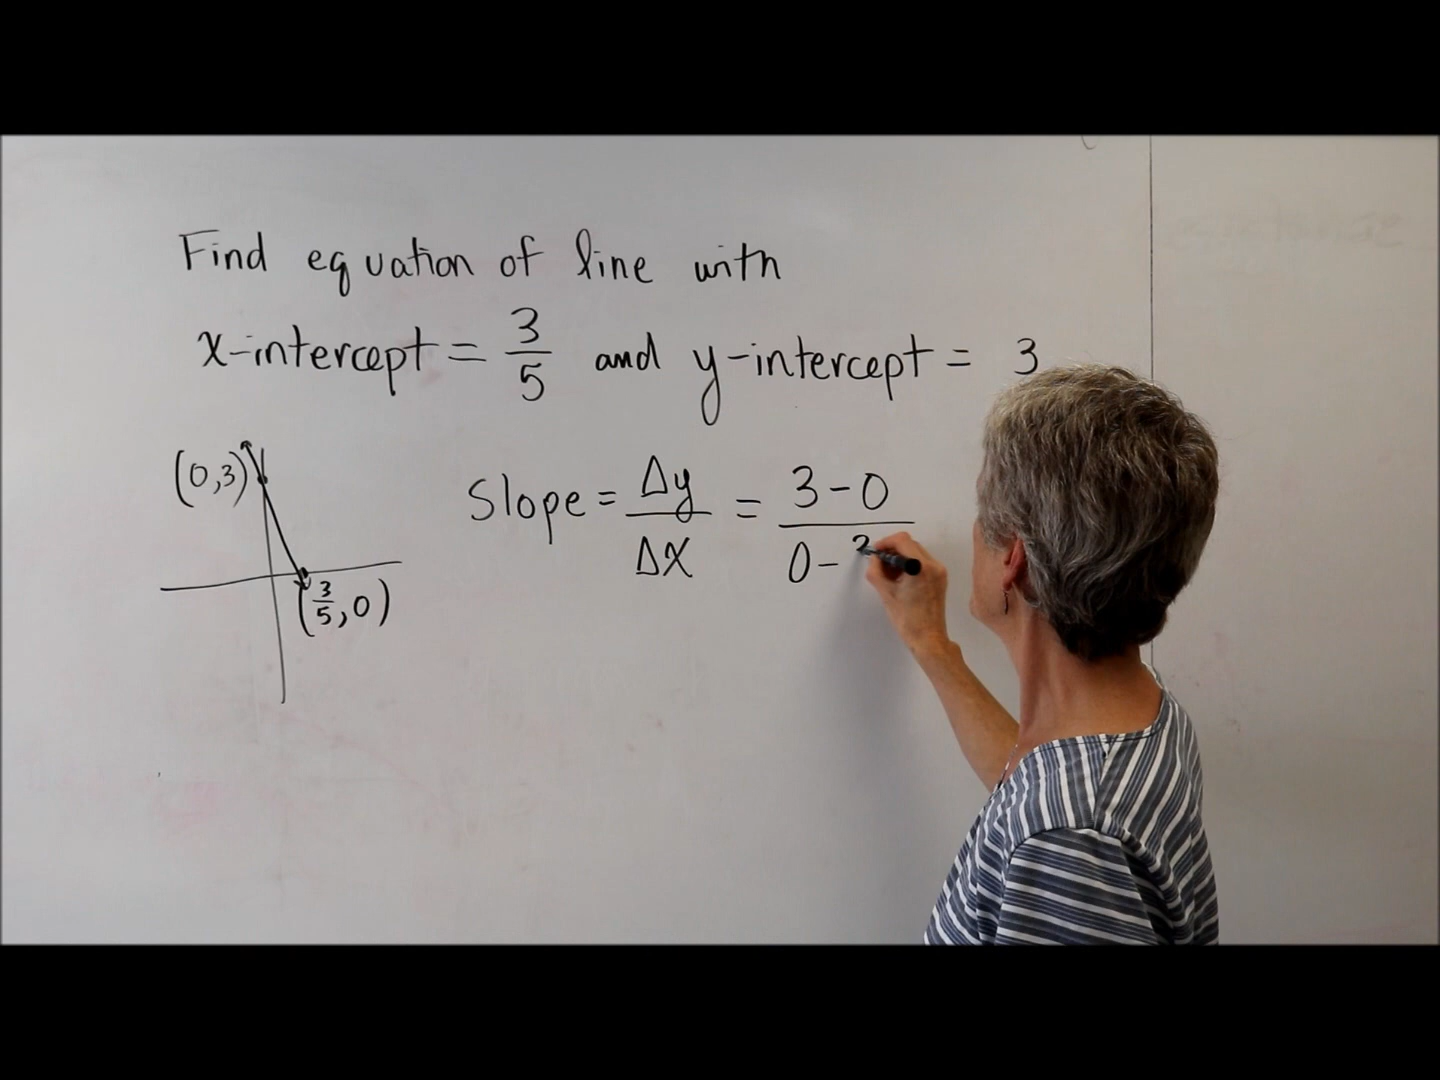 Find equation of line with
x-intercept = 3/5 and y-intercept = 3
(0,3)
Slope = Δy/Δx = 3-0/0-
(3/5, 0)